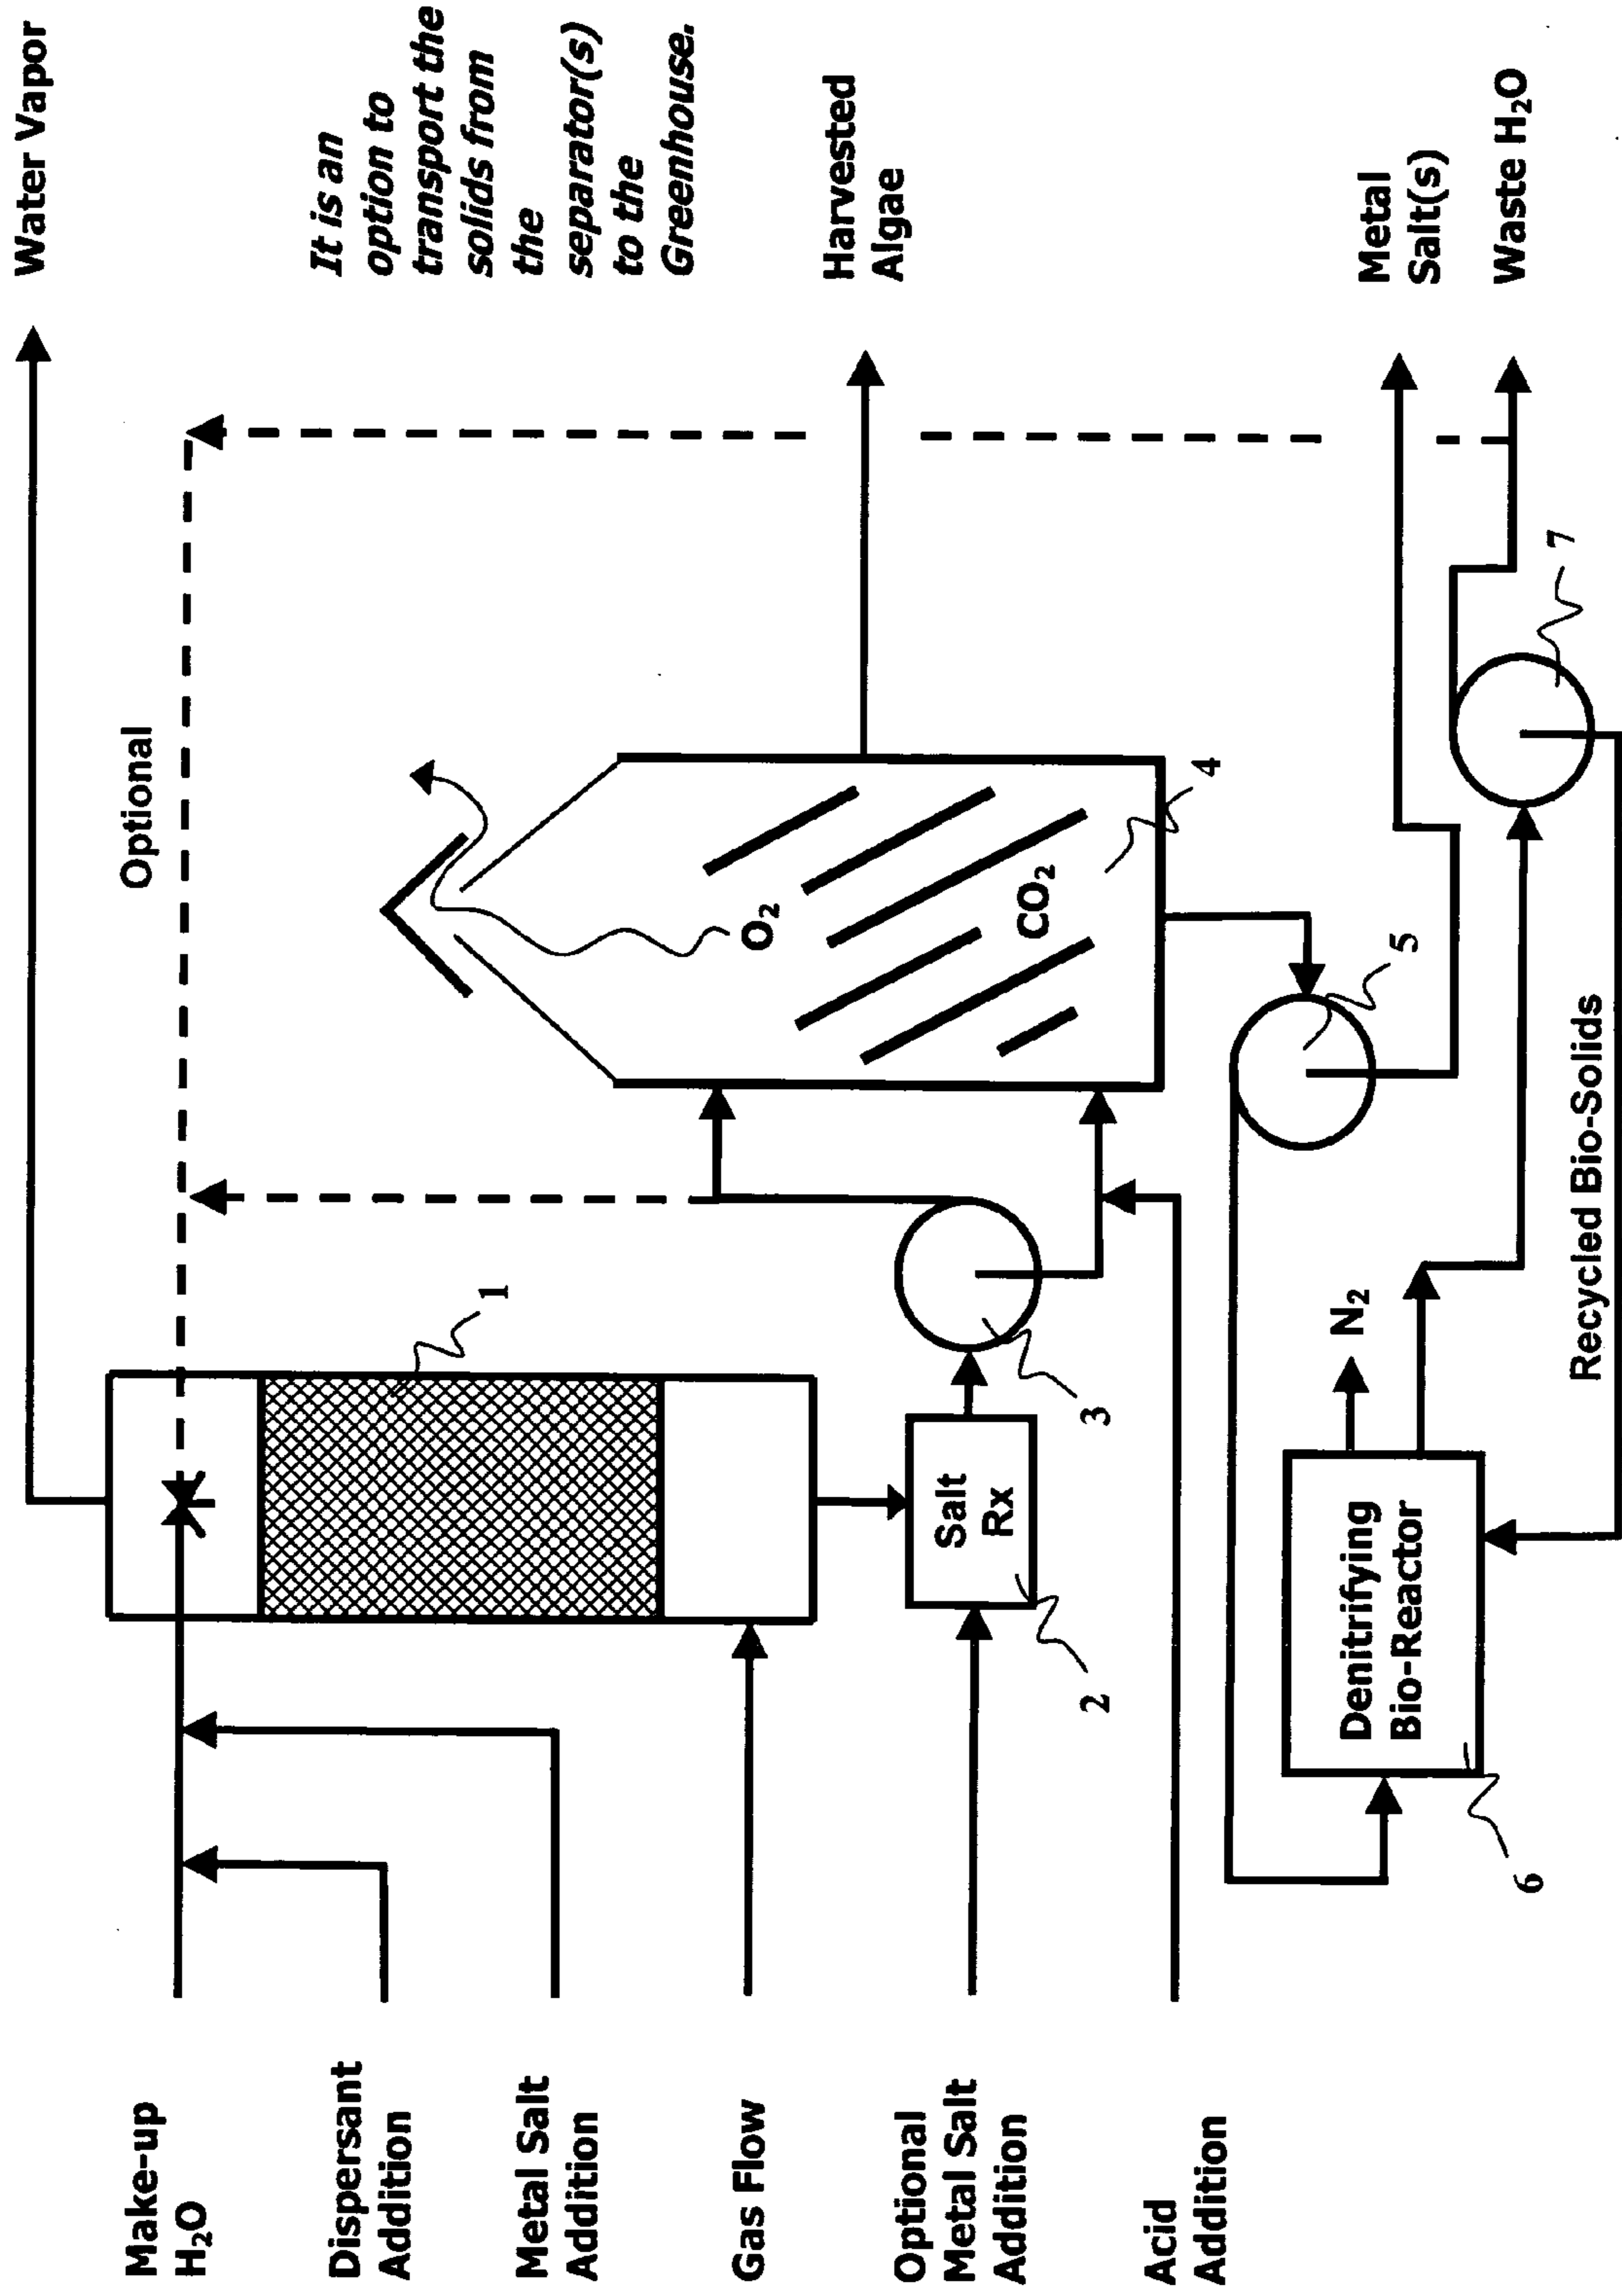 Water Vapor
Optional
It is an
option to
transport the
solids from
the
separator(s)
to the
Greenhouse.
Make-up
H₂O
Dispersant
Addition
Metal Salt
Addition
Gas Flow
Optional
Metal Salt
Addition
Acid
Addition
1
Salt
Rx
2
3
O₂
CO₂
4
Harvested
Algae
5
Metal
Salt(s)
Waste H₂O
N₂
Denitrifying
Bio-Reactor
6
7
Recycled Bio-Solids